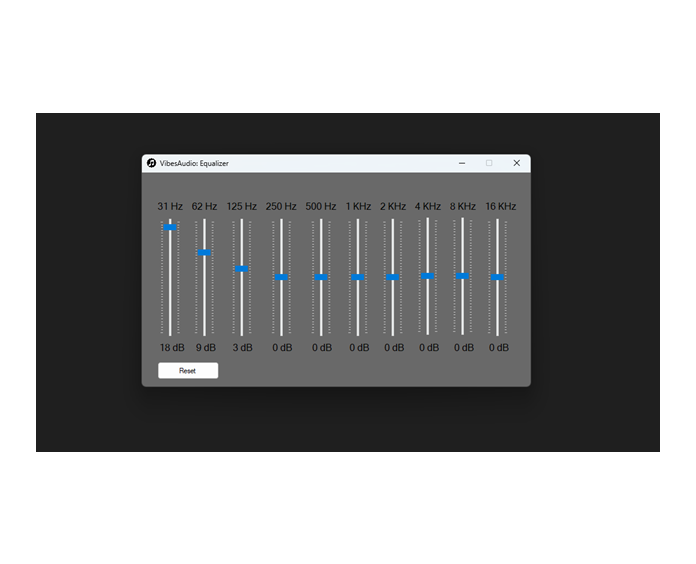 VibesAudio: Equalizer
31 Hz 62 Hz 125 Hz 250 Hz 500 Hz 1 KHz 2 KHz 4 KHz 8 KHz 16 KHz
18 dB 9 dB 3 dB 0 dB 0 dB 0 dB 0 dB 0 dB 0 dB 0 dB
Reset